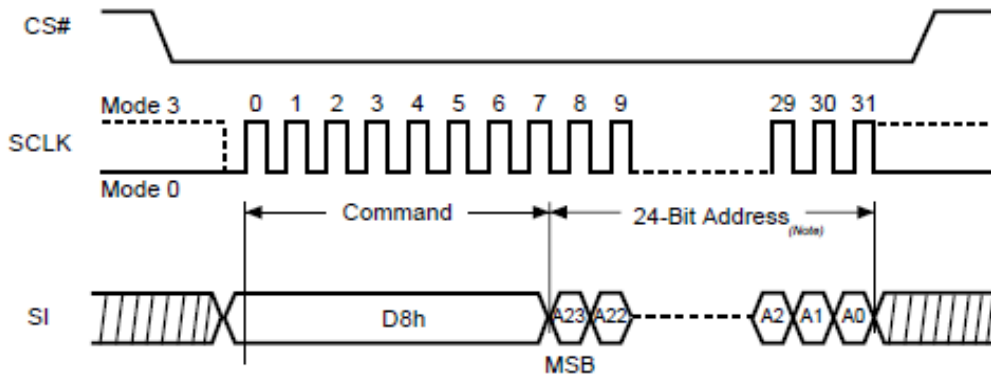 CS#
Mode 3
0 1 2 3 4 5 6 7 8 9 29 30 31
SCLK
Mode 0
Command 24-Bit Address (Note)
SI D8h A23 A22 A2 A1 A0
MSB